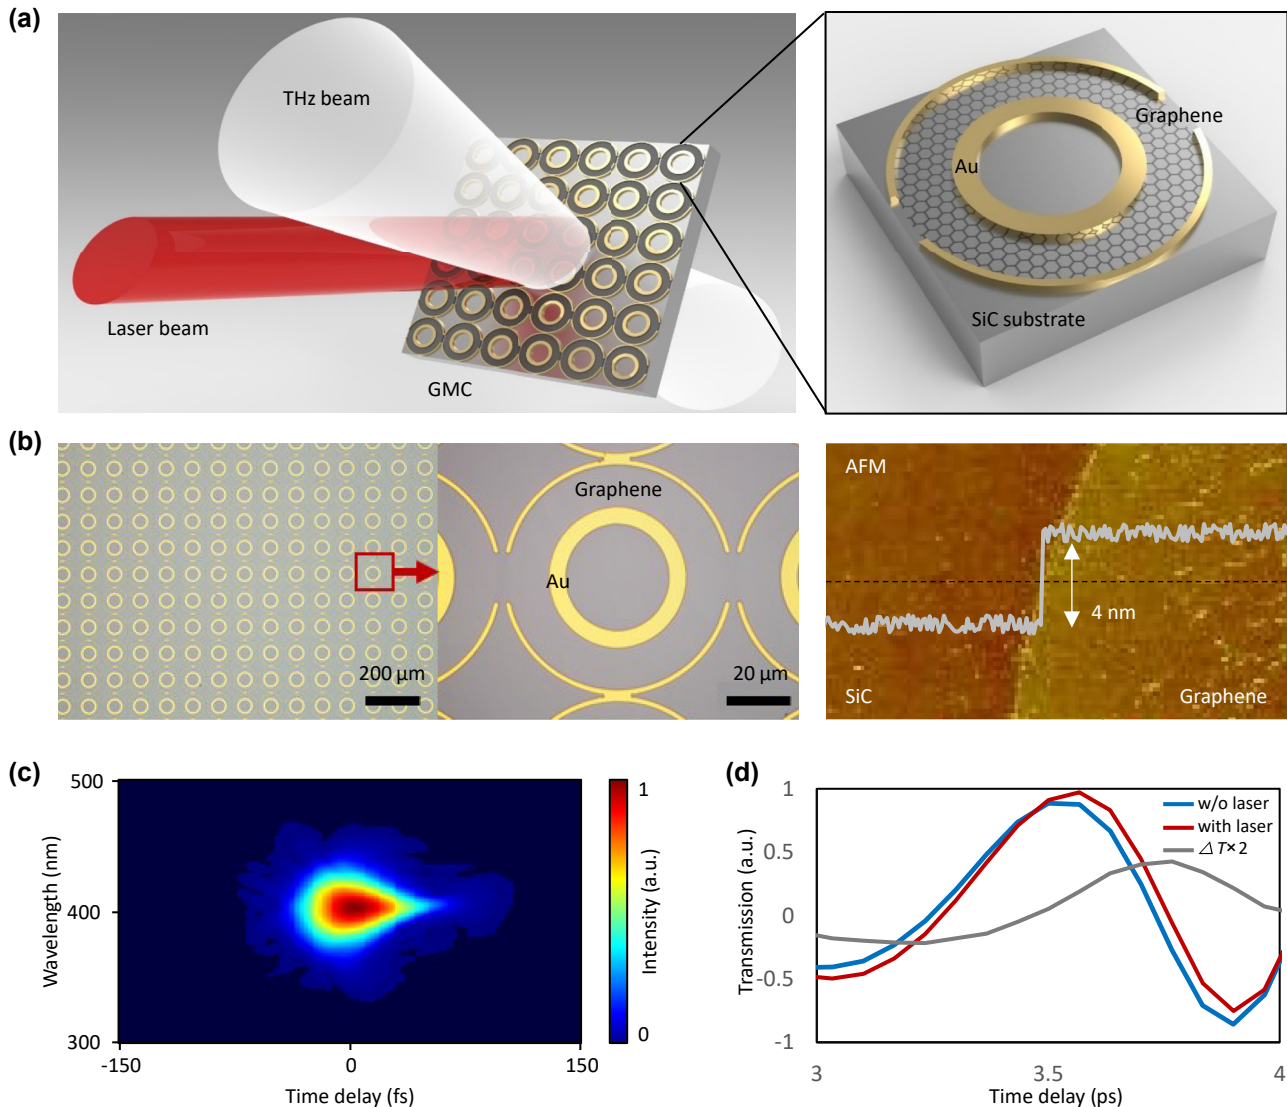 (a)
THz beam
Laser beam
GMC
Graphene
Au
SiC substrate
(b)
Graphene
Au
200 μm
20 μm
AFM
4 nm
SiC
Graphene
(c)
500
400
300
Wavelength (nm)
-150
0
150
Time delay (fs)
1
0
Intensity (a.u.)
(d)
1
0.5
0
-0.5
-1
Transmission (a.u.)
w/o laser
with laser
△ T×2
3
3.5
4
Time delay (ps)